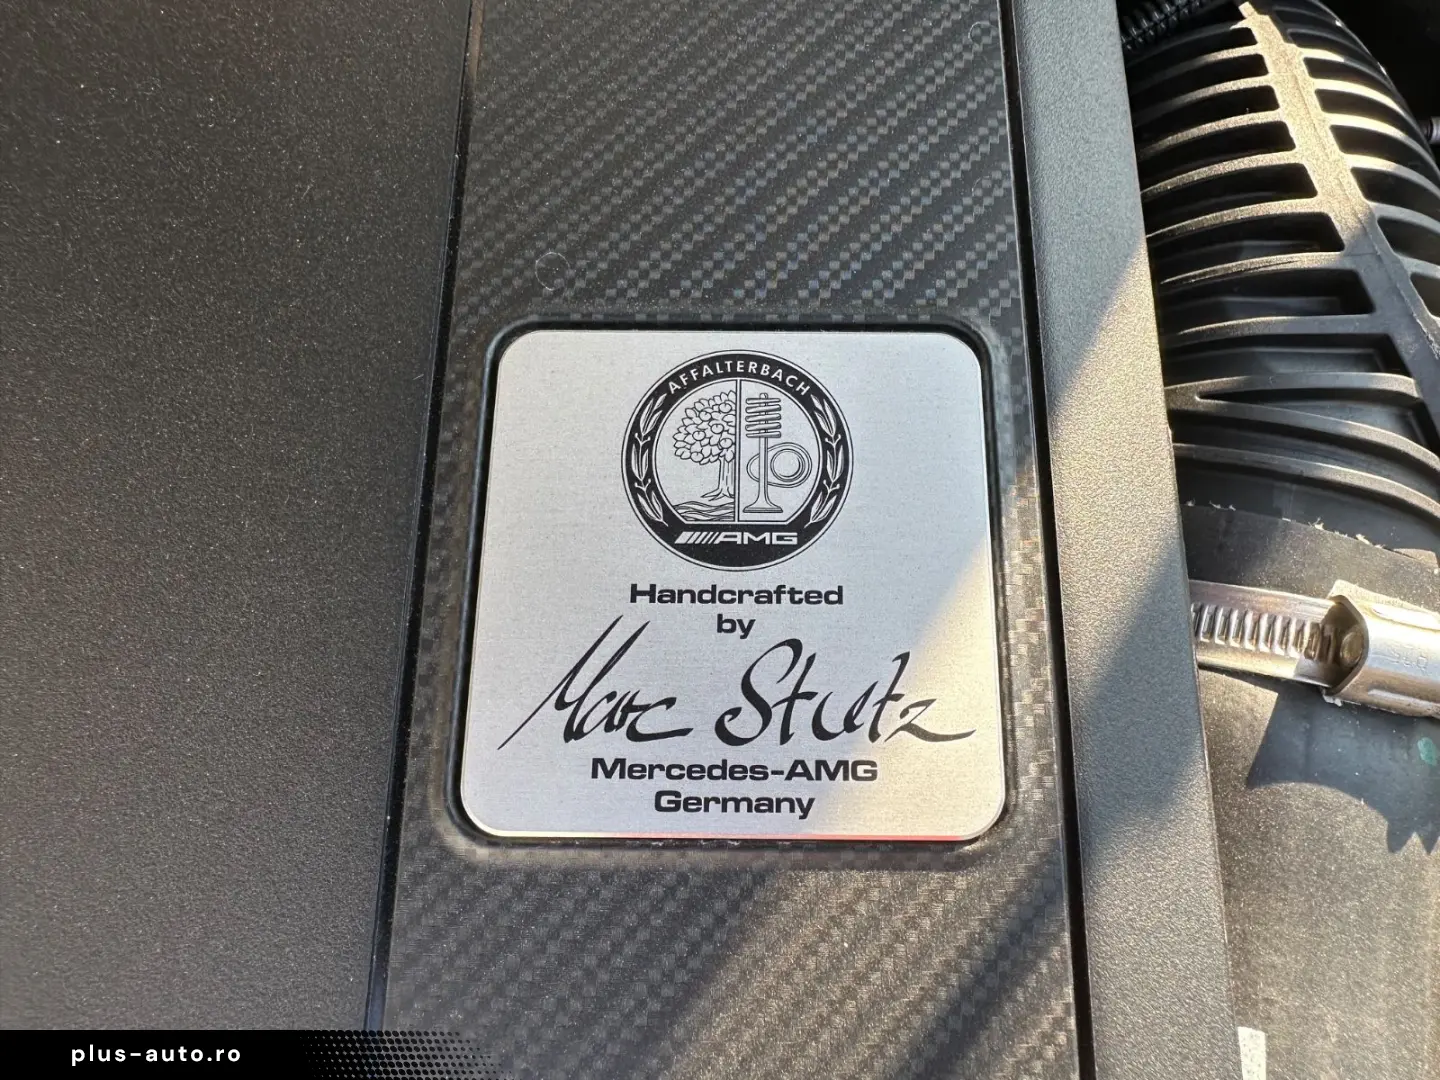 AFFALTERBACH
AMG
Handcrafted
by
Marc Stutz
Mercedes-AMG
Germany
plus-auto.ro